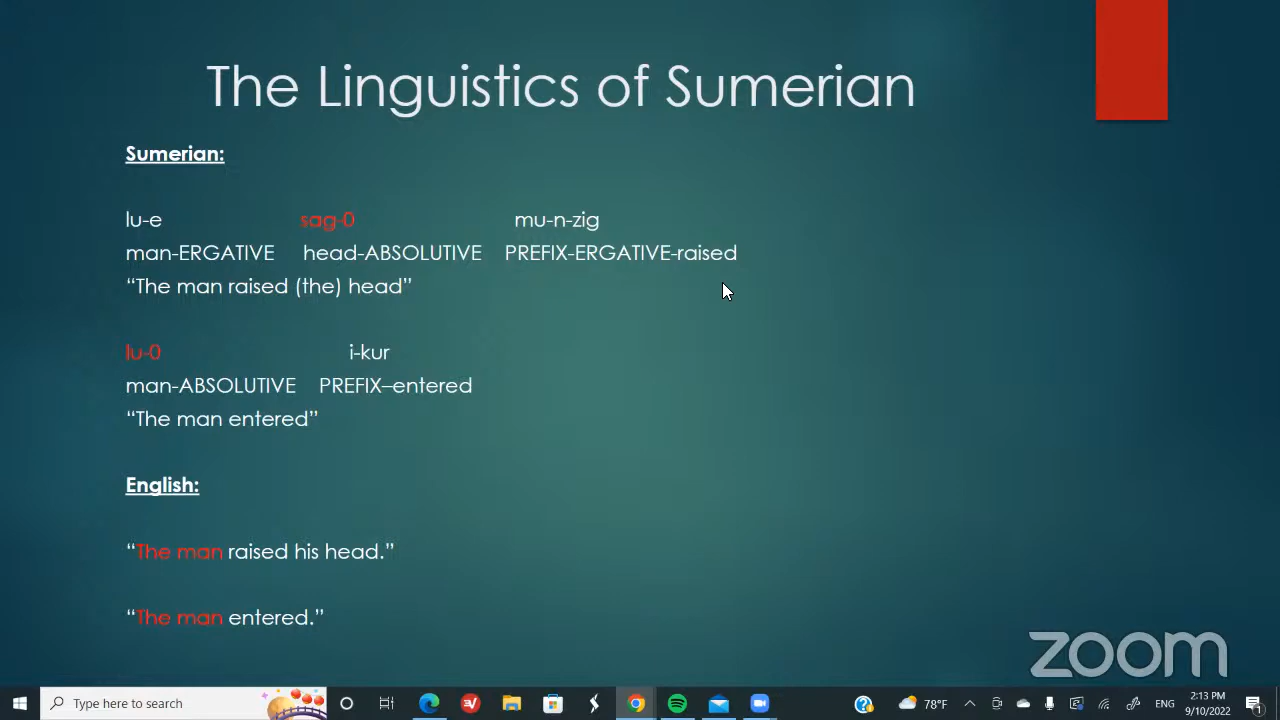 The Linguistics of Sumerian
Sumerian:
lu-e sag-0 mu-n-zig
man-ERGATIVE head-ABSOLUTIVE PREFIX-ERGATIVE-raised
“The man raised (the) head”
lu-0 i-kur
man-ABSOLUTIVE PREFIX–entered
“The man entered”
English:
“The man raised his head.”
“The man entered.”
zoom
Type here to search
78°F
ENG
2:13 PM
9/10/2022
1